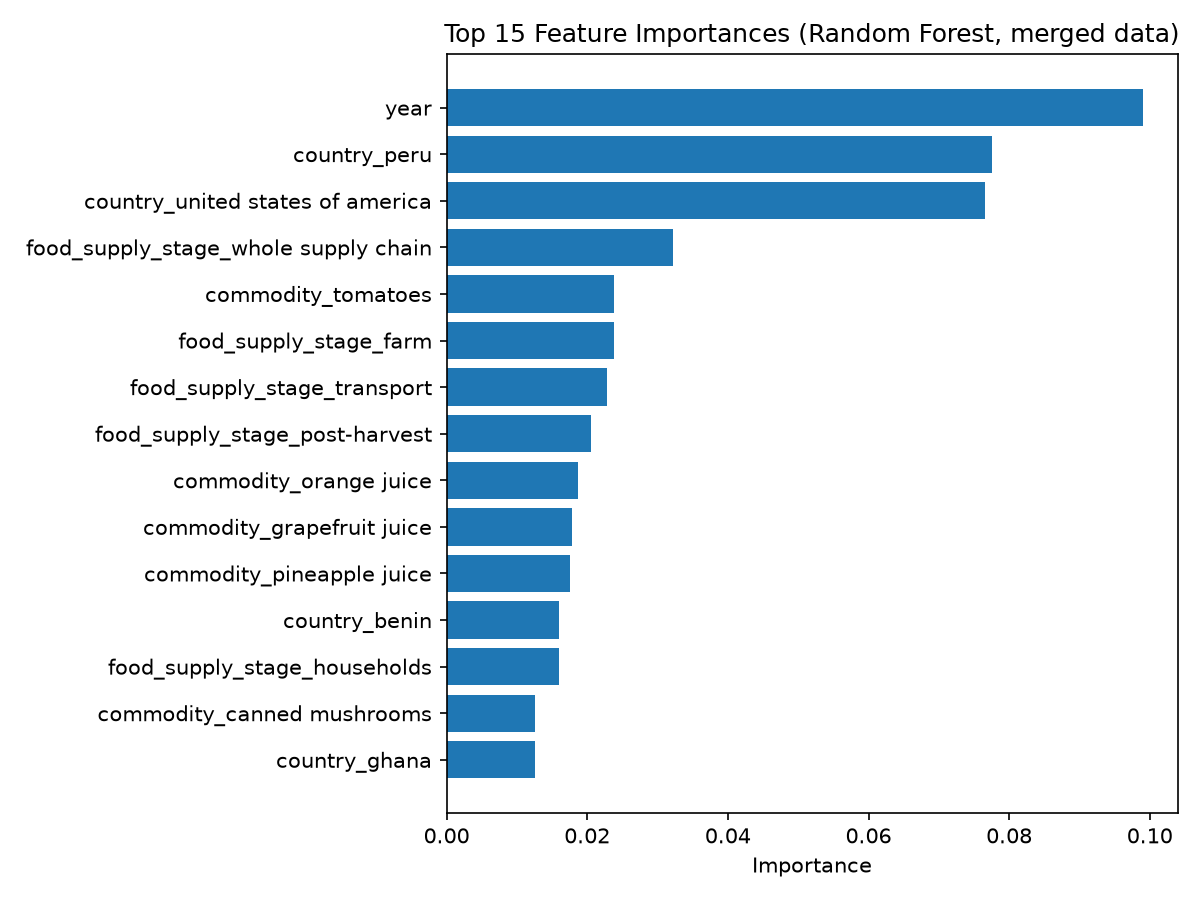 Top 15 Feature Importances (Random Forest, merged data)
year
country_peru
country_united states of america
food_supply_stage_whole supply chain
commodity_tomatoes
food_supply_stage_farm
food_supply_stage_transport
food_supply_stage_post-harvest
commodity_orange juice
commodity_grapefruit juice
commodity_pineapple juice
country_benin
food_supply_stage_households
commodity_canned mushrooms
country_ghana
0.00 0.02 0.04 0.06 0.08 0.10
Importance